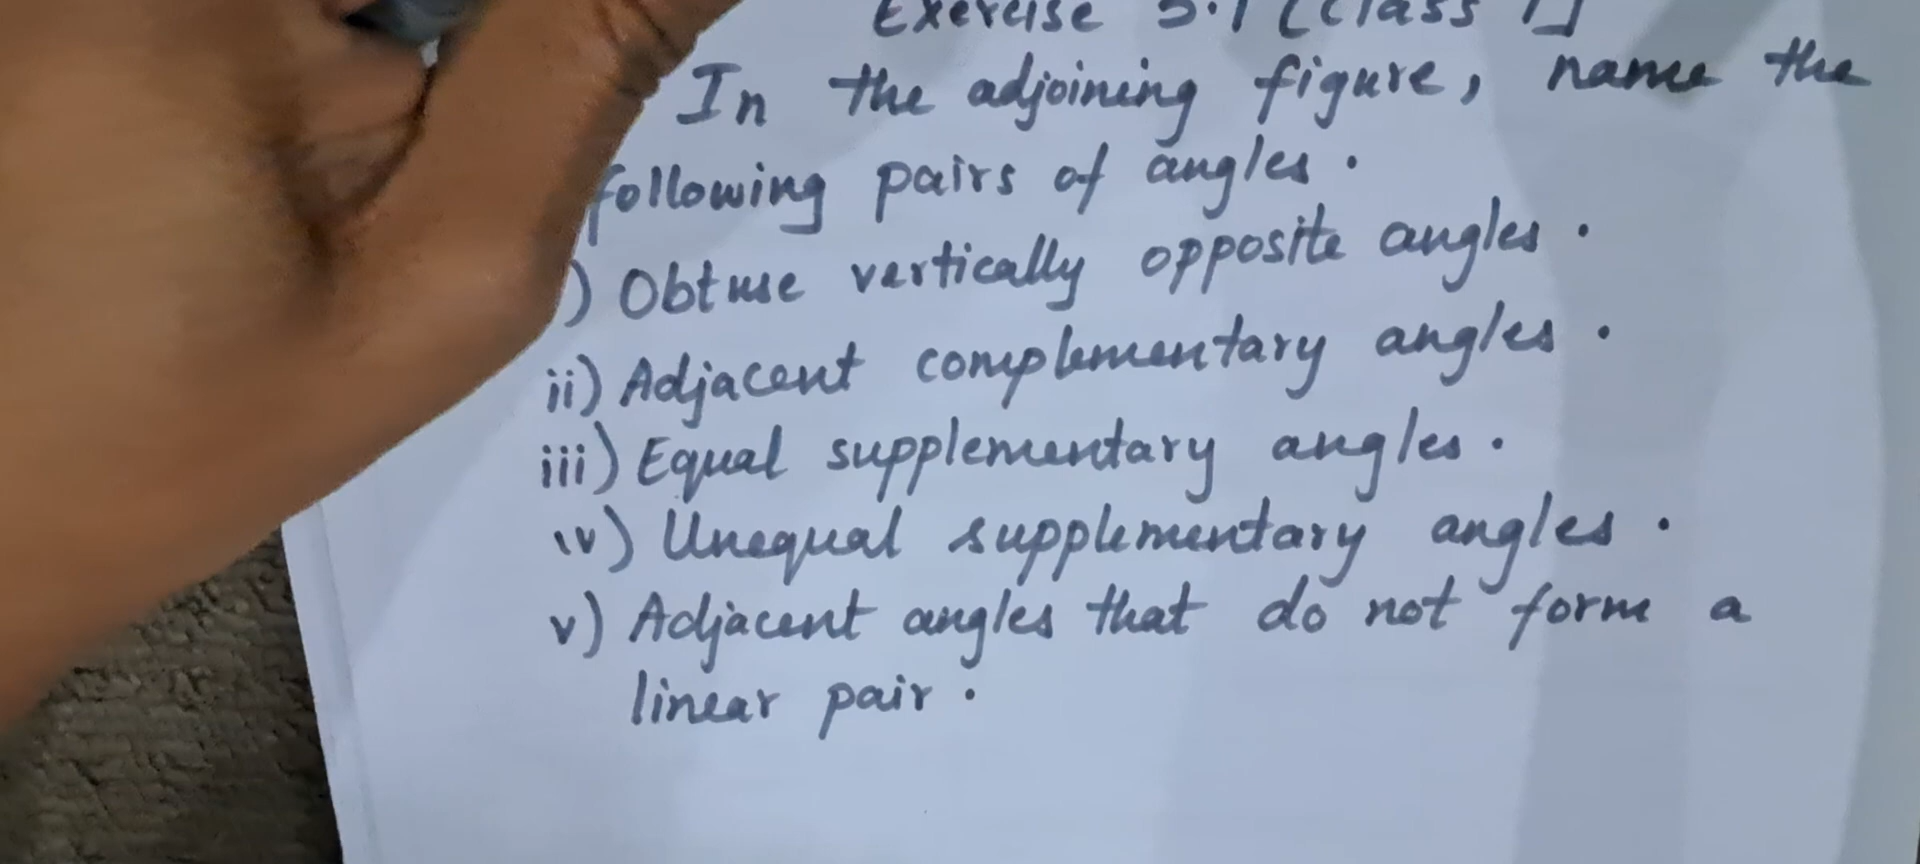 Exercise 5.1 [Class 7]
In the adjoining figure, name the
following pairs of angles.
) Obtuse vertically opposite angles.
ii) Adjacent complementary angles.
iii) Equal supplementary angles.
iv) Unequal supplementary angles.
v) Adjacent angles that do not form a
linear pair.